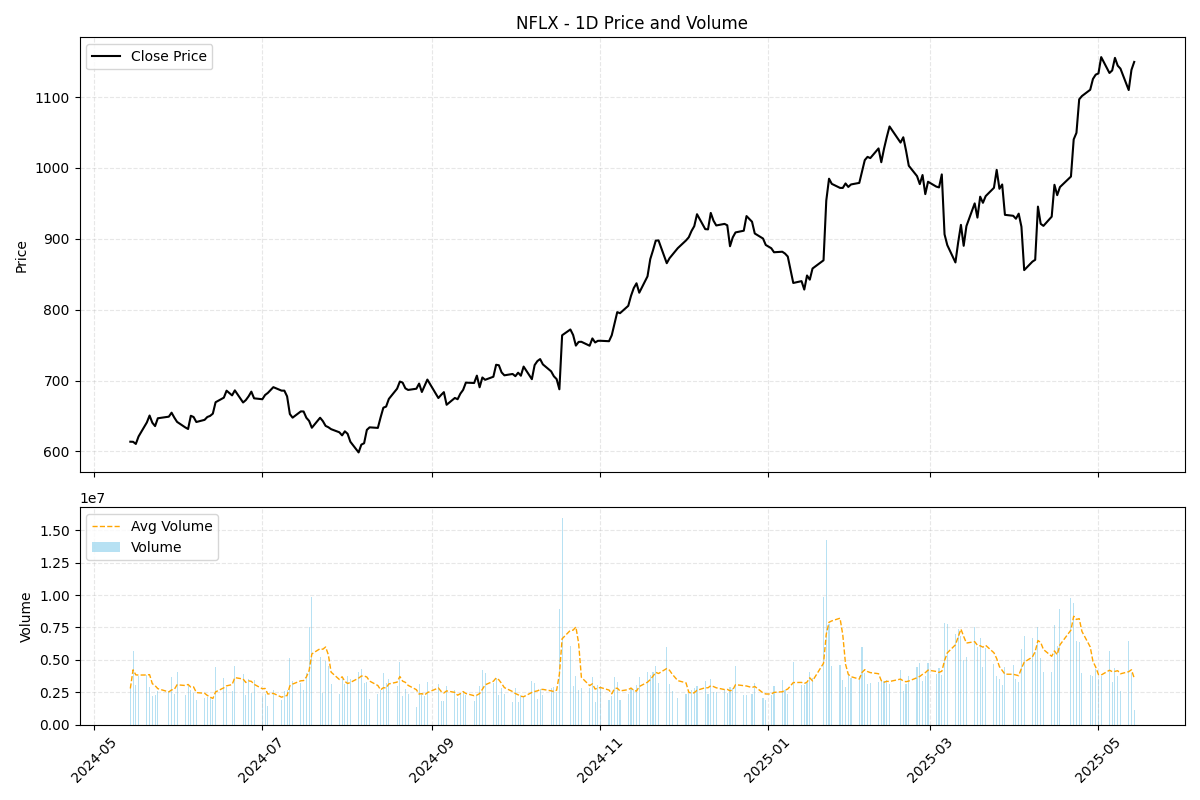 NFLX - 1D Price and Volume
Close Price
Price
1100
1000
900
800
700
600
1e7
Avg Volume
Volume
Volume
1.50
1.25
1.00
0.75
0.50
0.25
0.00
2024-05
2024-07
2024-09
2024-11
2025-01
2025-03
2025-05